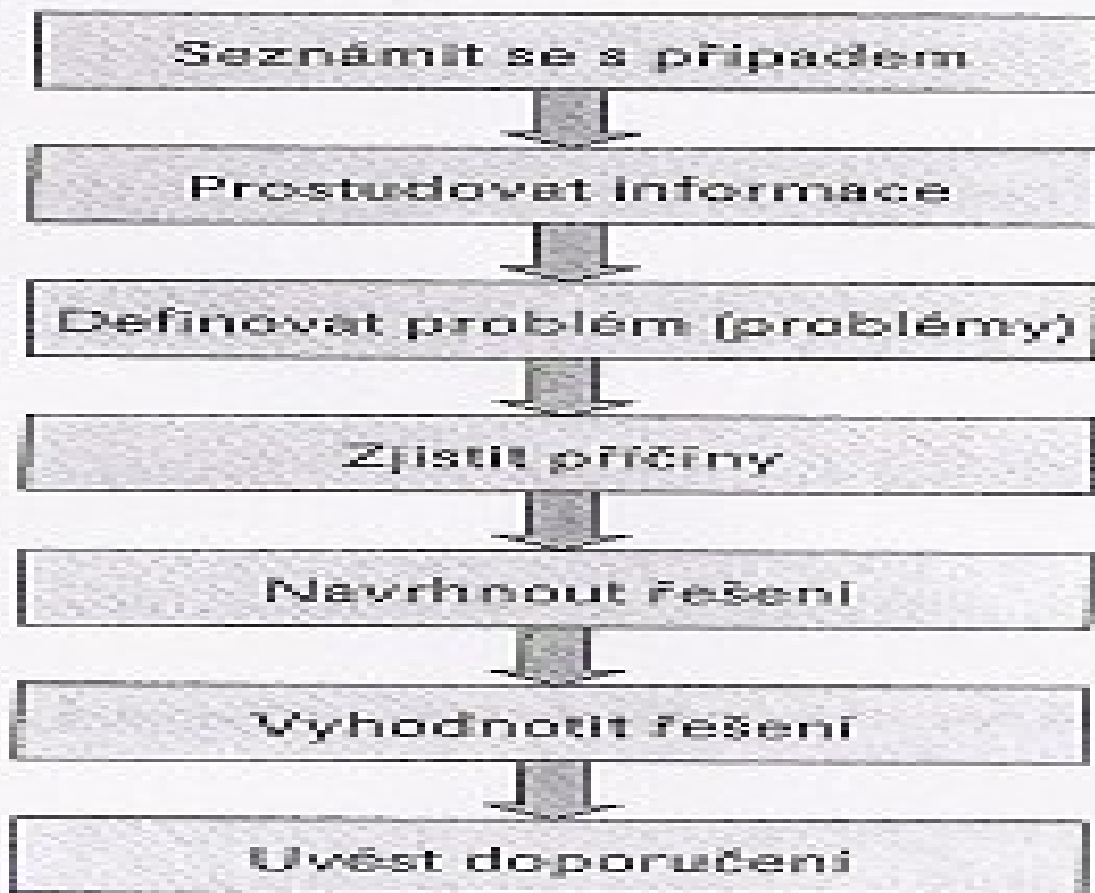 Seznámit se s případem
Prostudovat informace
Definovat problém (problémy)
Zjistit příčiny
Navrhnout řešení
Vyhodnotit řešení
Uvést doporučení